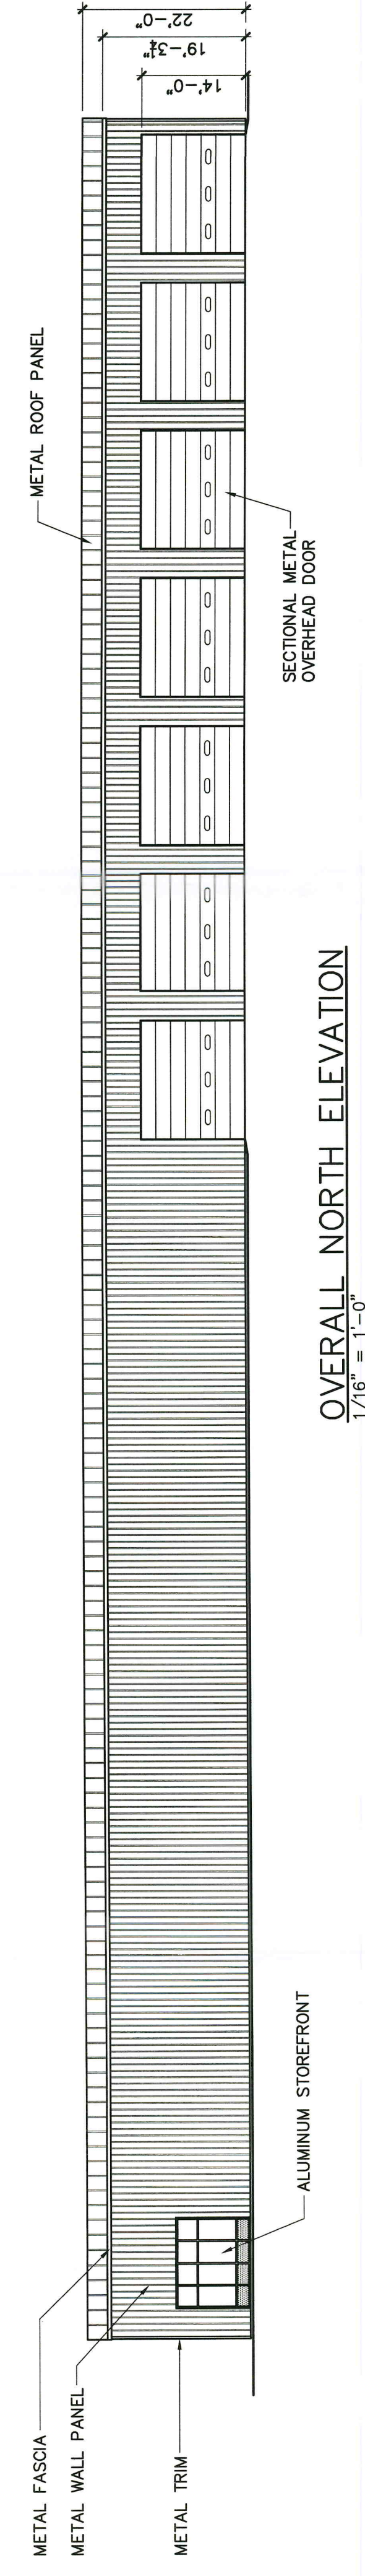 METAL FASCIA
METAL WALL PANEL
METAL TRIM
ALUMINUM STOREFRONT
METAL ROOF PANEL
SECTIONAL METAL
OVERHEAD DOOR
22'-0"
19'-3¾"
14'-0"
OVERALL NORTH ELEVATION
1/16" = 1'-0"